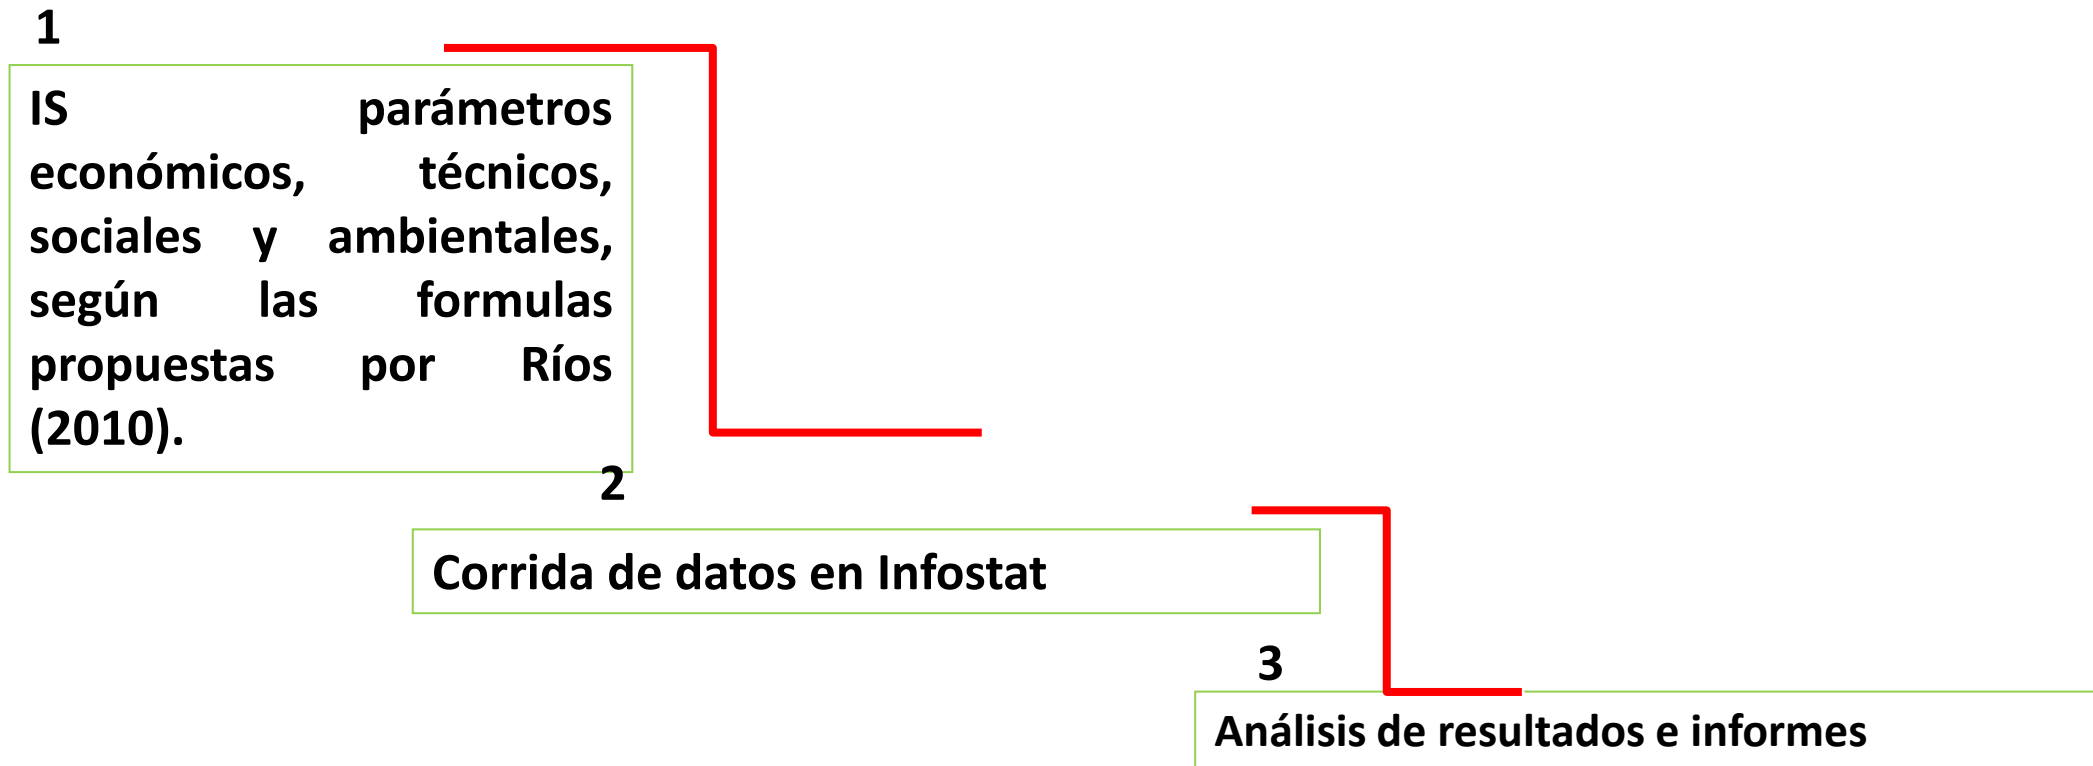 1
IS parámetros
económicos, técnicos,
sociales y ambientales,
según las formulas
propuestas por Ríos
(2010).
2
Corrida de datos en Infostat
3
Análisis de resultados e informes